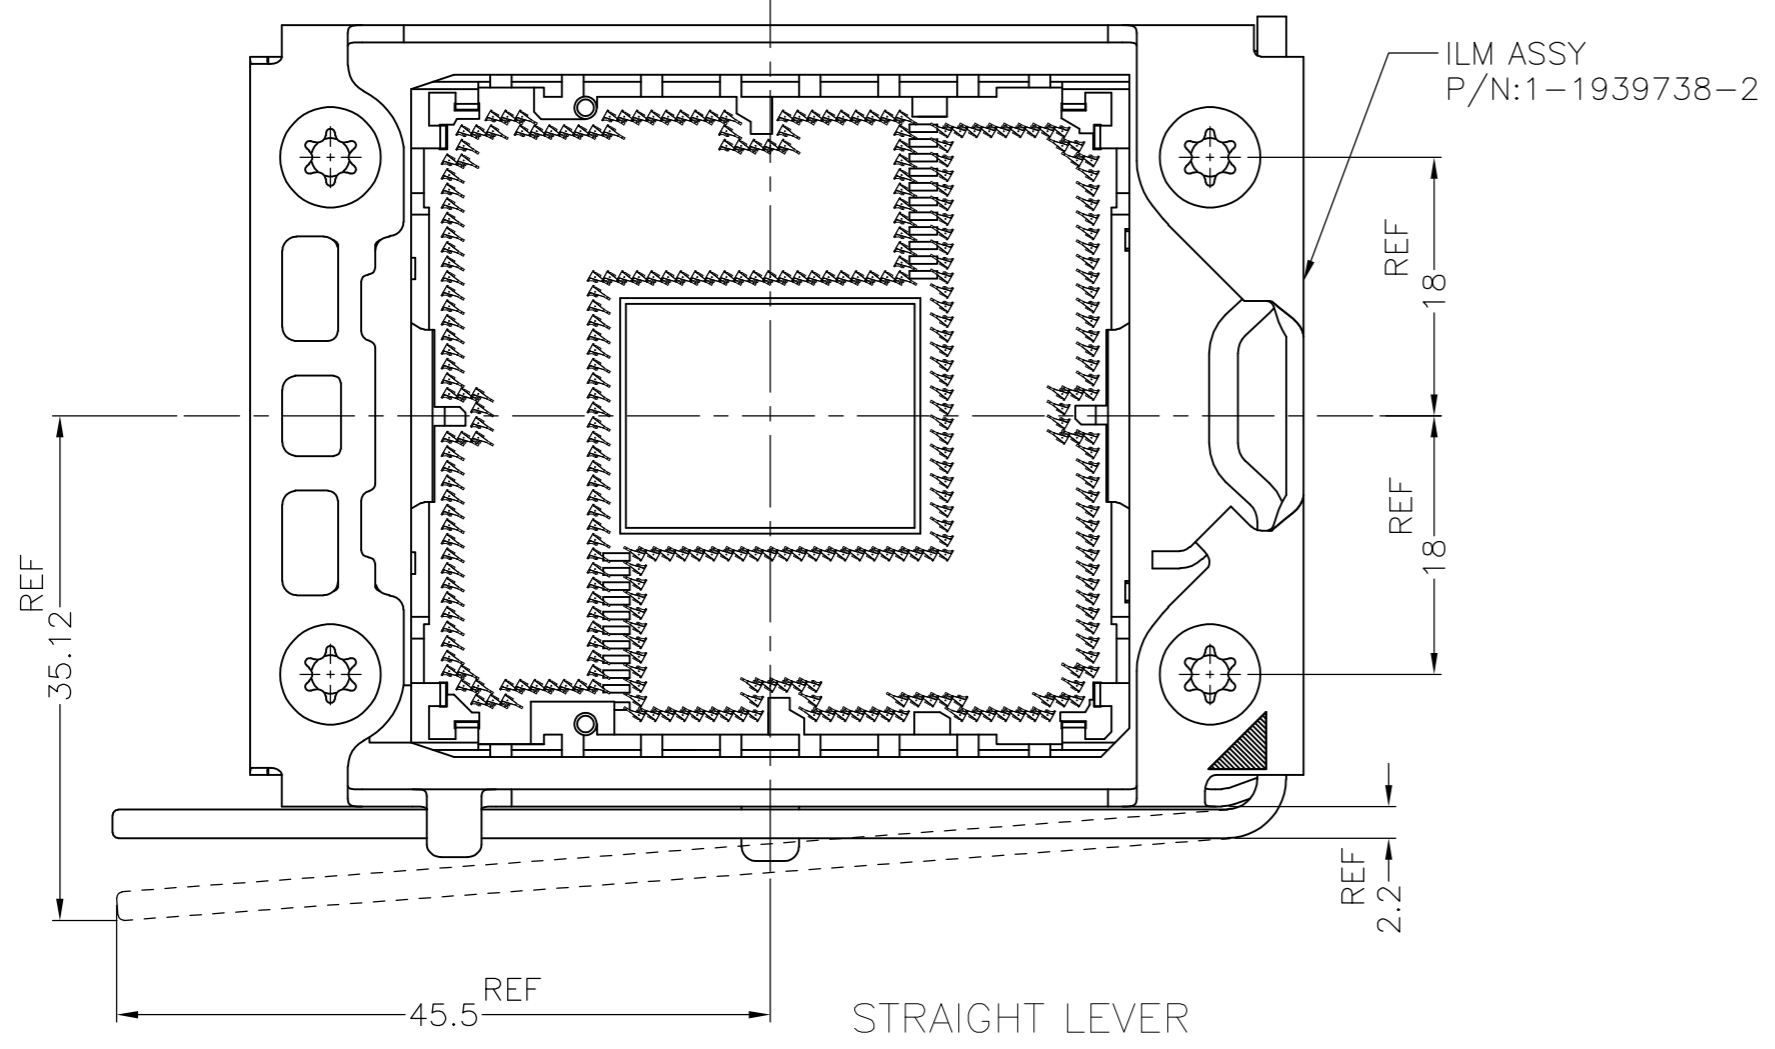 ILM ASSY
P/N:1-1939738-2
REF
18
REF
18
REF
35.12
REF
2.2
REF
45.5
STRAIGHT LEVER